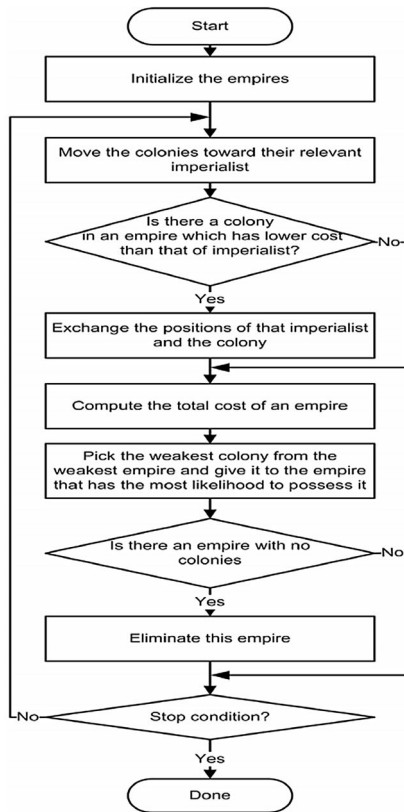 Start
Initialize the empires
Move the colonies toward their relevant
imperialist
Is there a colony
in an empire which has lower cost
than that of imperialist?
No
Yes
Exchange the positions of that imperialist
and the colony
Compute the total cost of an empire
Pick the weakest colony from the
weakest empire and give it to the empire
that has the most likelihood to possess it
Is there an empire with no
colonies
No
Yes
Eliminate this empire
No
Stop condition?
Yes
Done